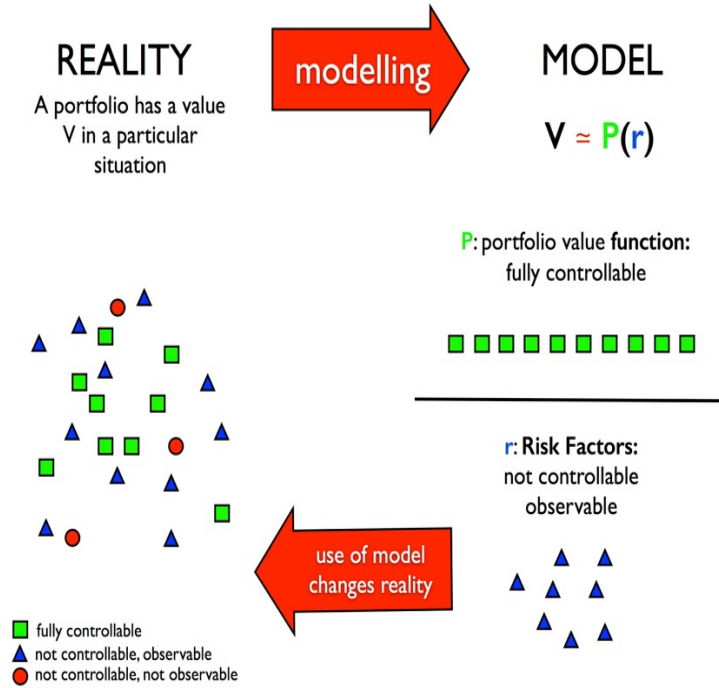 REALITY
A portfolio has a value
V in a particular
situation
modelling
MODEL
V ≃ P(r)
P: portfolio value function:
fully controllable
r: Risk Factors:
not controllable
observable
use of model
changes reality
fully controllable
not controllable, observable
not controllable, not observable